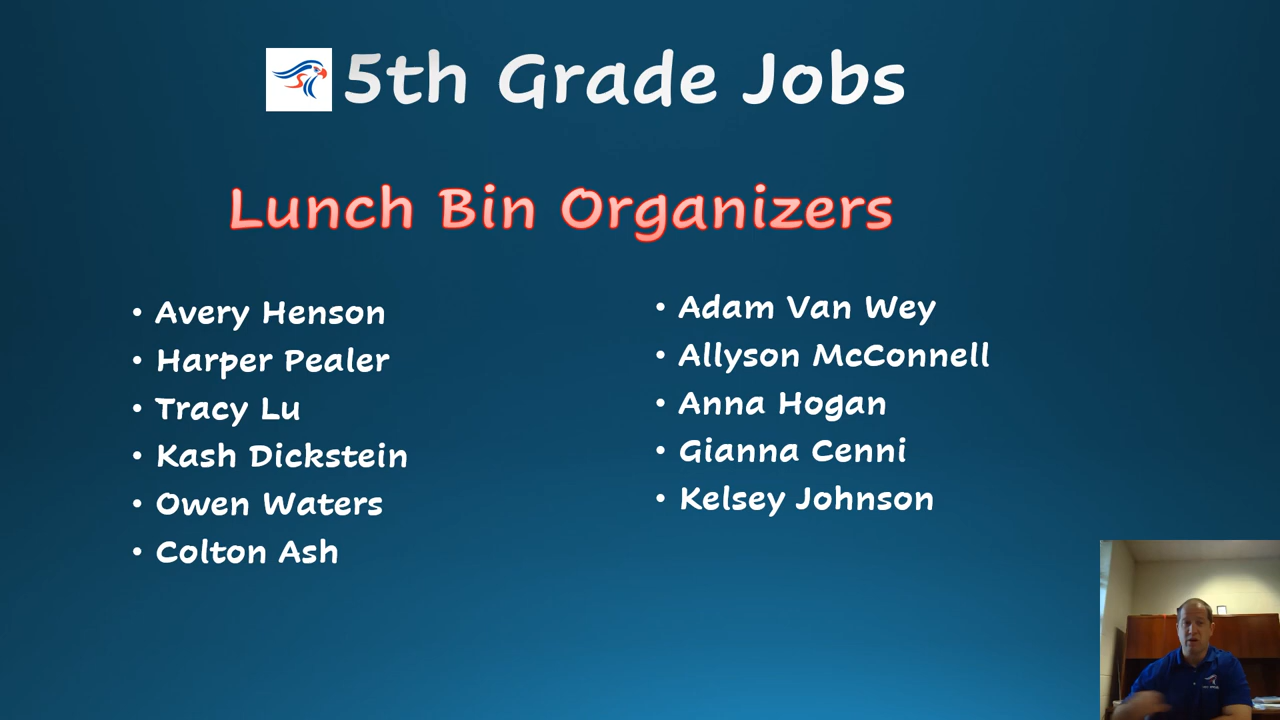 5th Grade Jobs
Lunch Bin Organizers
• Avery Henson
• Harper Pealer
• Tracy Lu
• Kash Dickstein
• Owen Waters
• Colton Ash
• Adam Van Wey
• Allyson McConnell
• Anna Hogan
• Gianna Cenni
• Kelsey Johnson